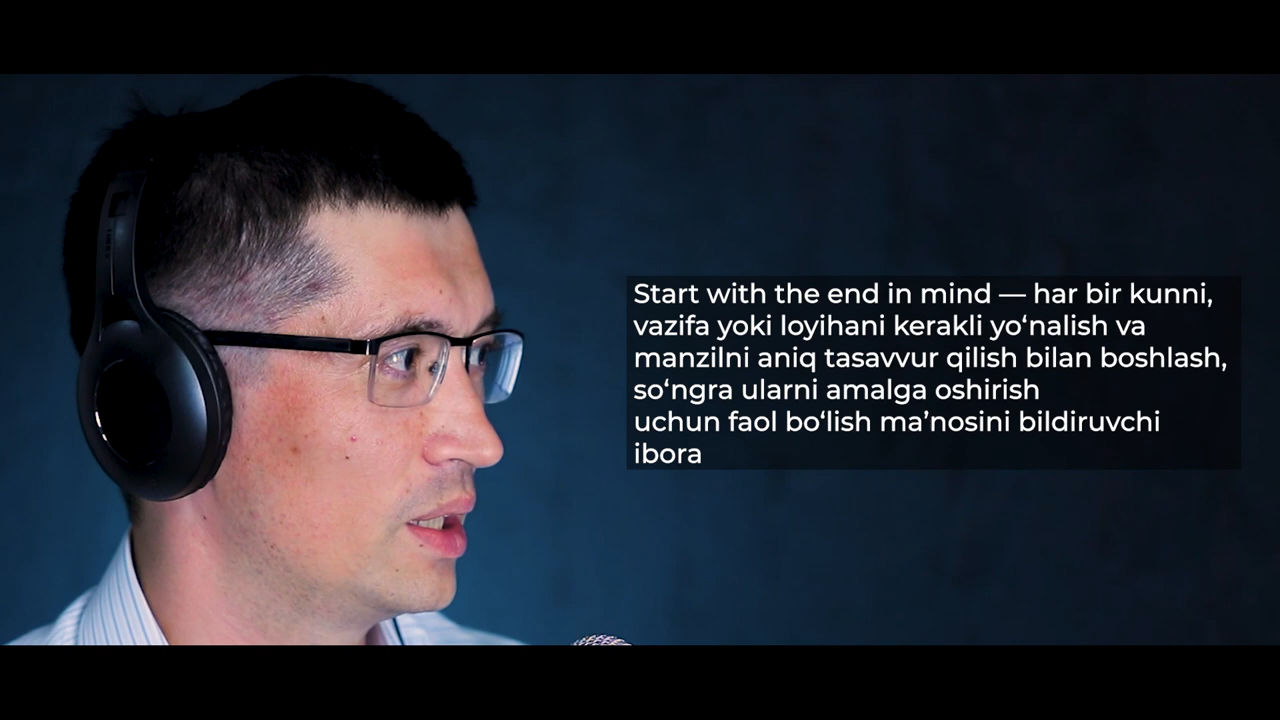 Start with the end in mind — har bir kunni,
vazifa yoki loyihani kerakli yo‘nalish va
manzilni aniq tasavvur qilish bilan boshlash,
so‘ngra ularni amalga oshirish
uchun faol bo‘lish ma’nosini bildiruvchi
ibora